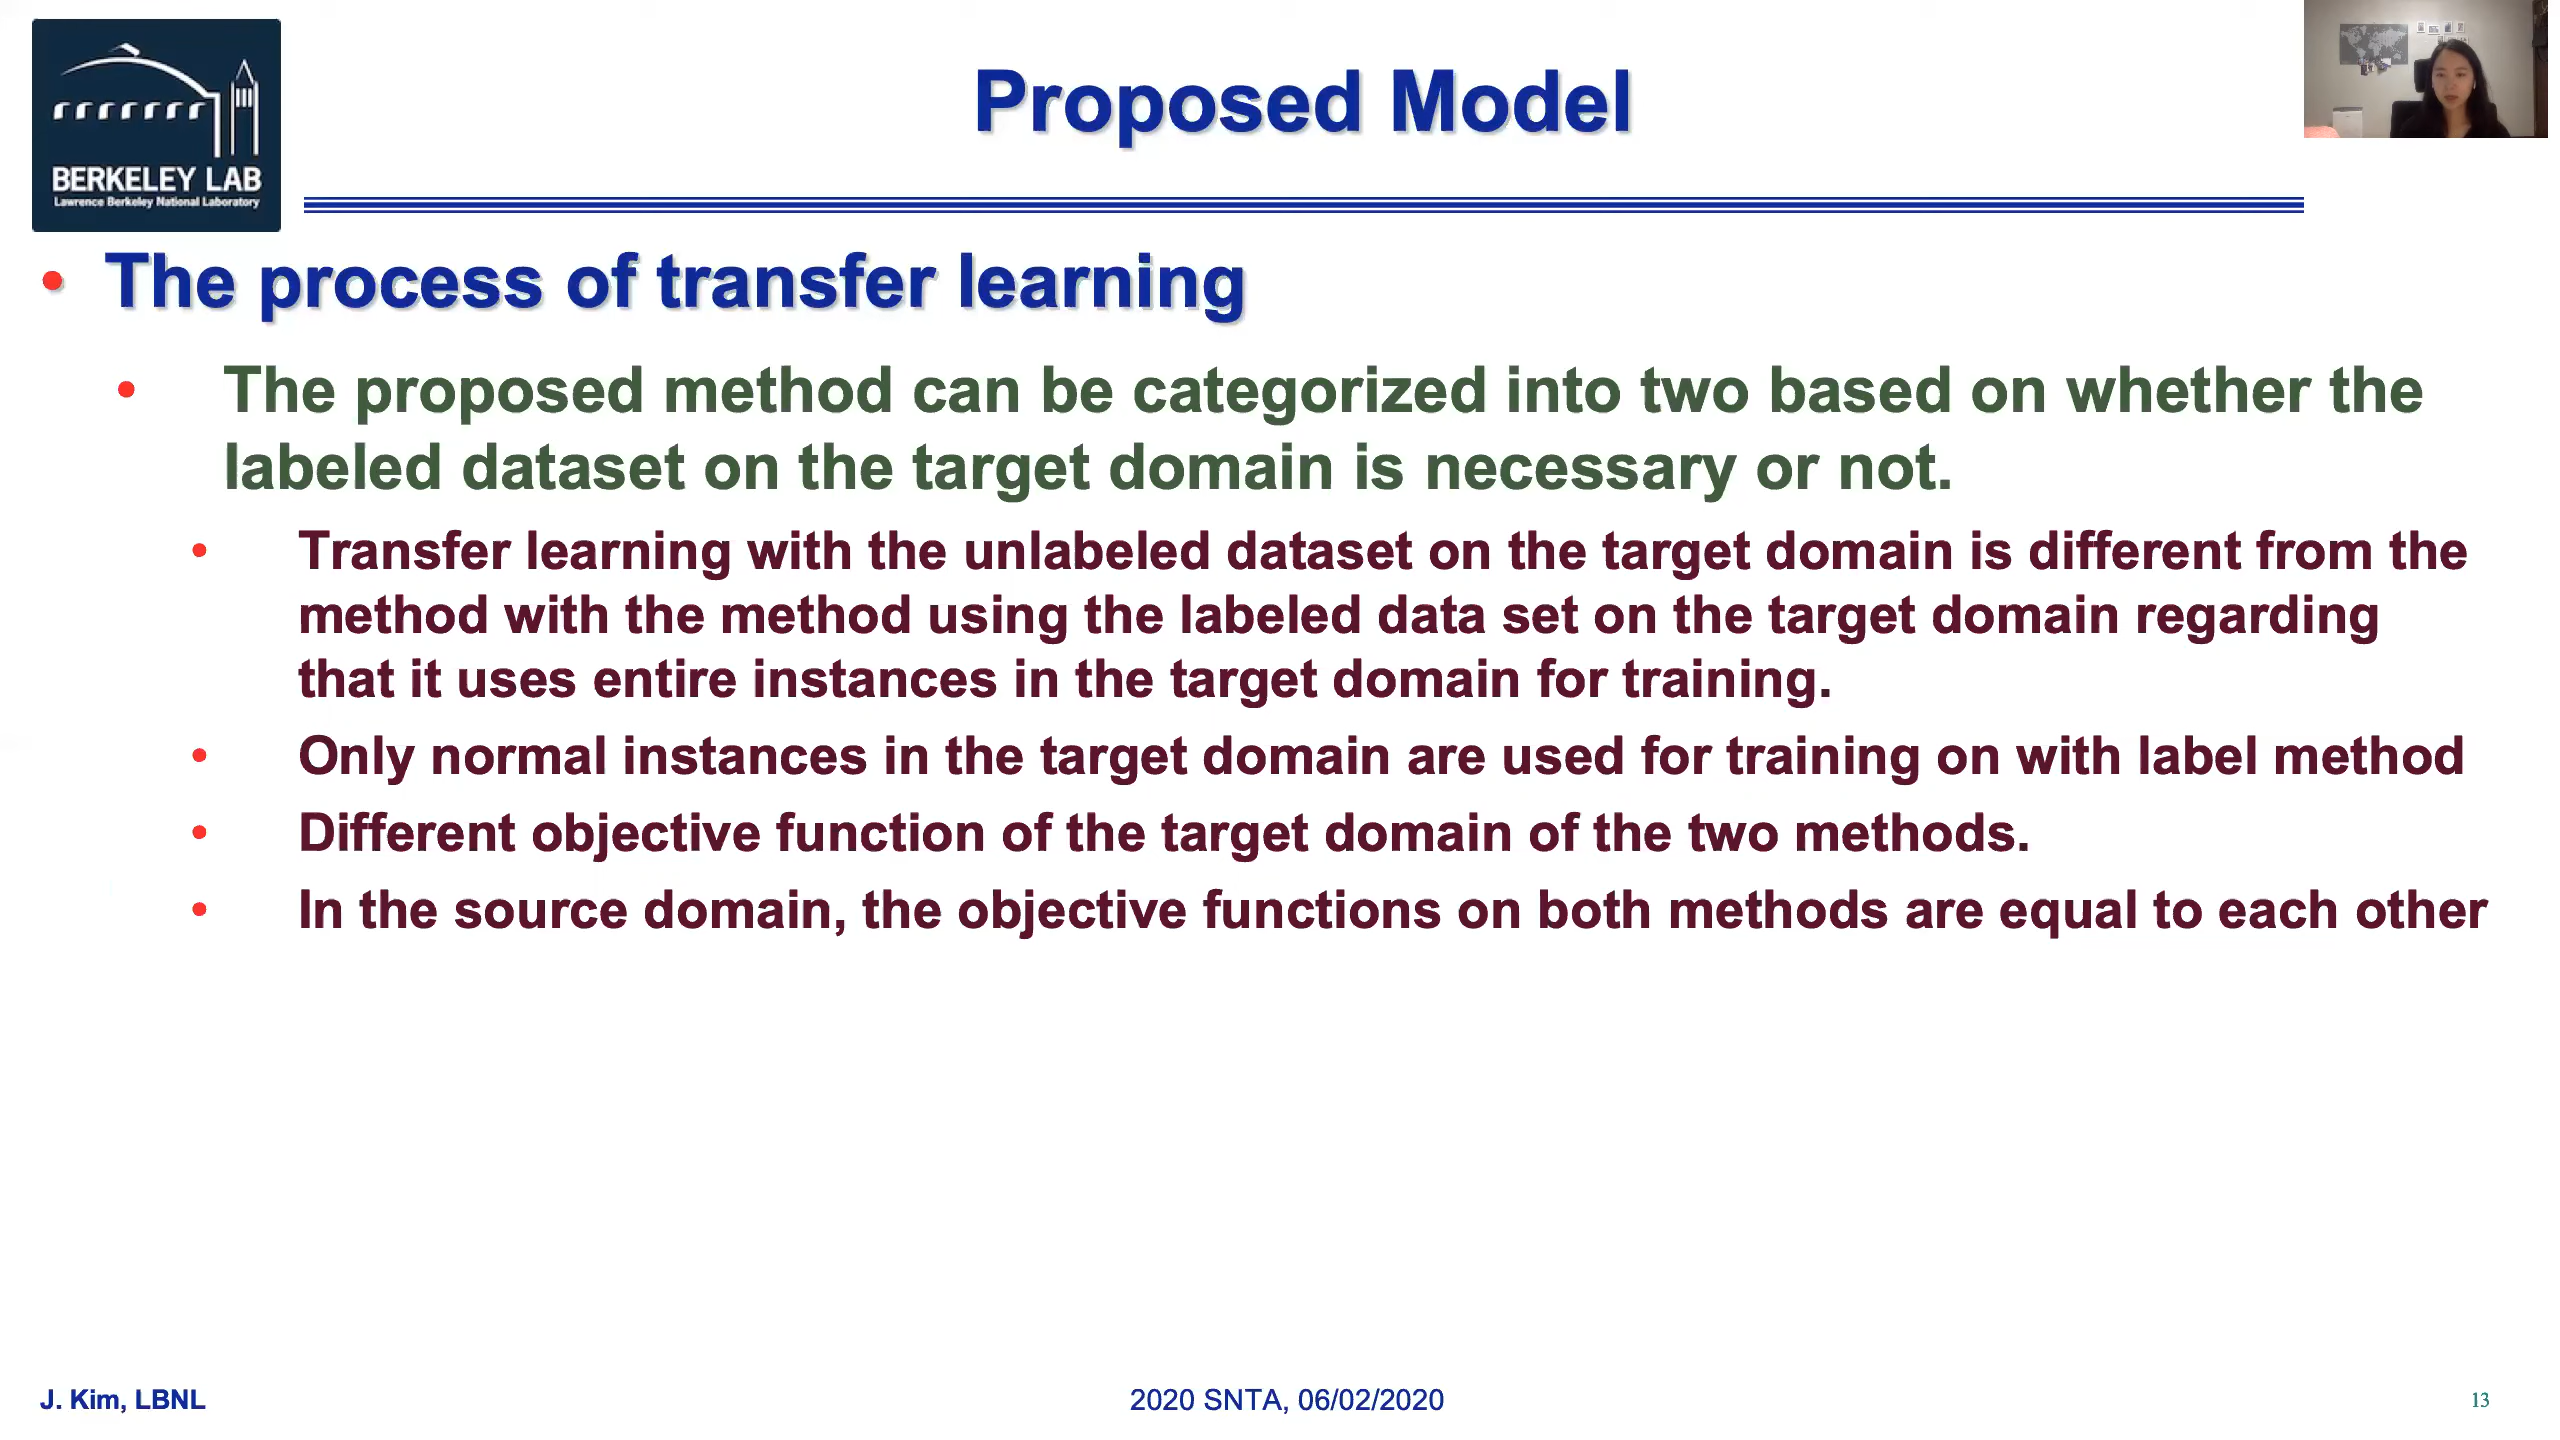 BERKELEY LAB
Lawrence Berkeley National Laboratory
Proposed Model
• The process of transfer learning
• The proposed method can be categorized into two based on whether the
labeled dataset on the target domain is necessary or not.
• Transfer learning with the unlabeled dataset on the target domain is different from the
method with the method using the labeled data set on the target domain regarding
that it uses entire instances in the target domain for training.
• Only normal instances in the target domain are used for training on with label method
• Different objective function of the target domain of the two methods.
• In the source domain, the objective functions on both methods are equal to each other
J. Kim, LBNL
2020 SNTA, 06/02/2020
13